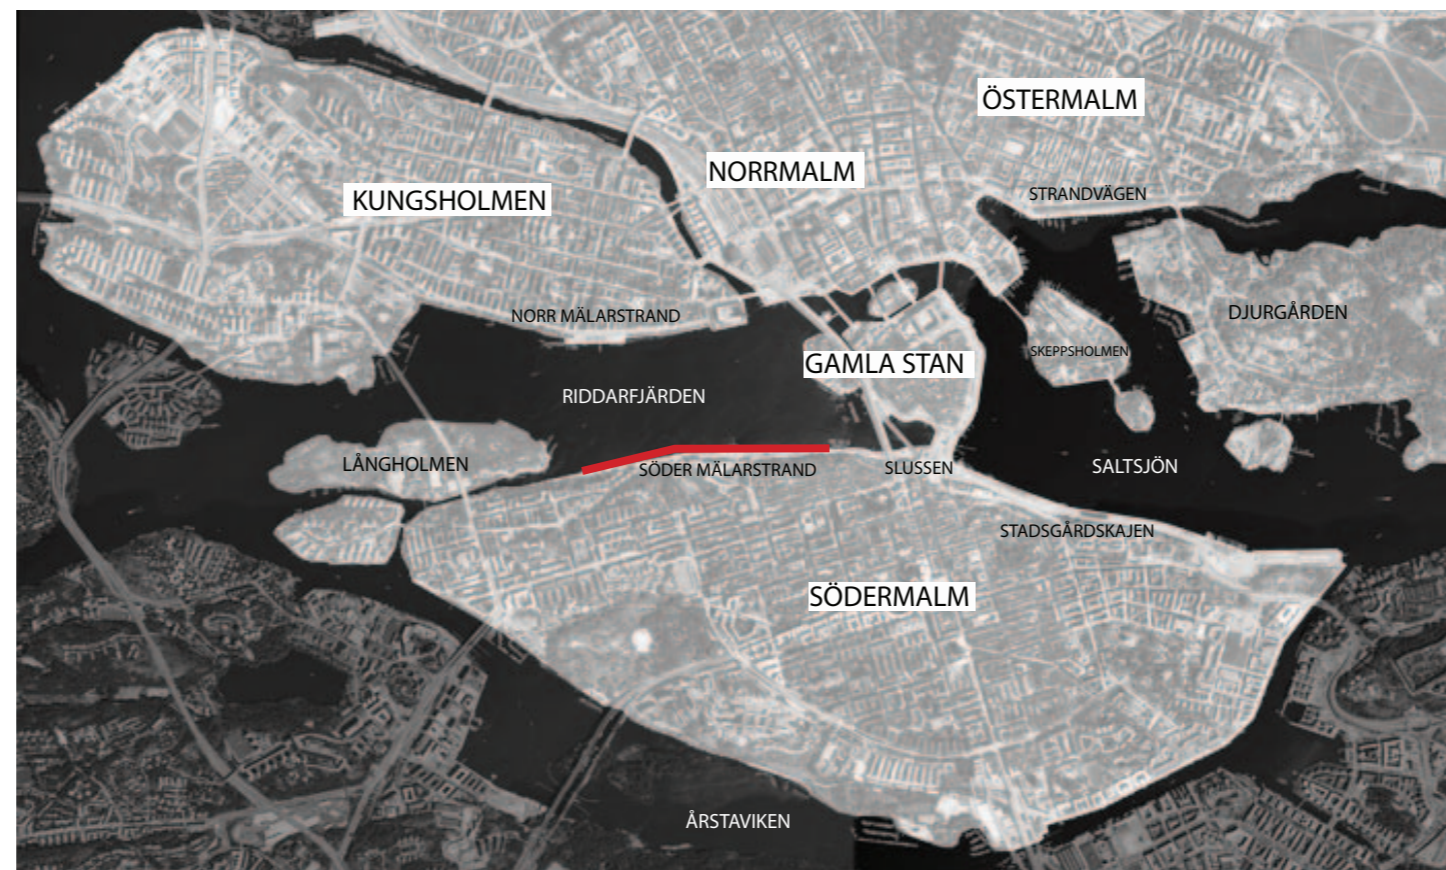 ÖSTERMALM
NORRMALM
KUNGSHOLMEN
STRANDVÄGEN
NORR MÄLARSTRAND
DJURGÅRDEN
SKEPPSHOLMEN
GAMLA STAN
RIDDARFJÄRDEN
LÅNGHOLMEN
SÖDER MÄLARSTRAND
SLUSSEN
SALTSJÖN
STADSGÅRDSKAJEN
SÖDERMALM
ÅRSTAVIKEN